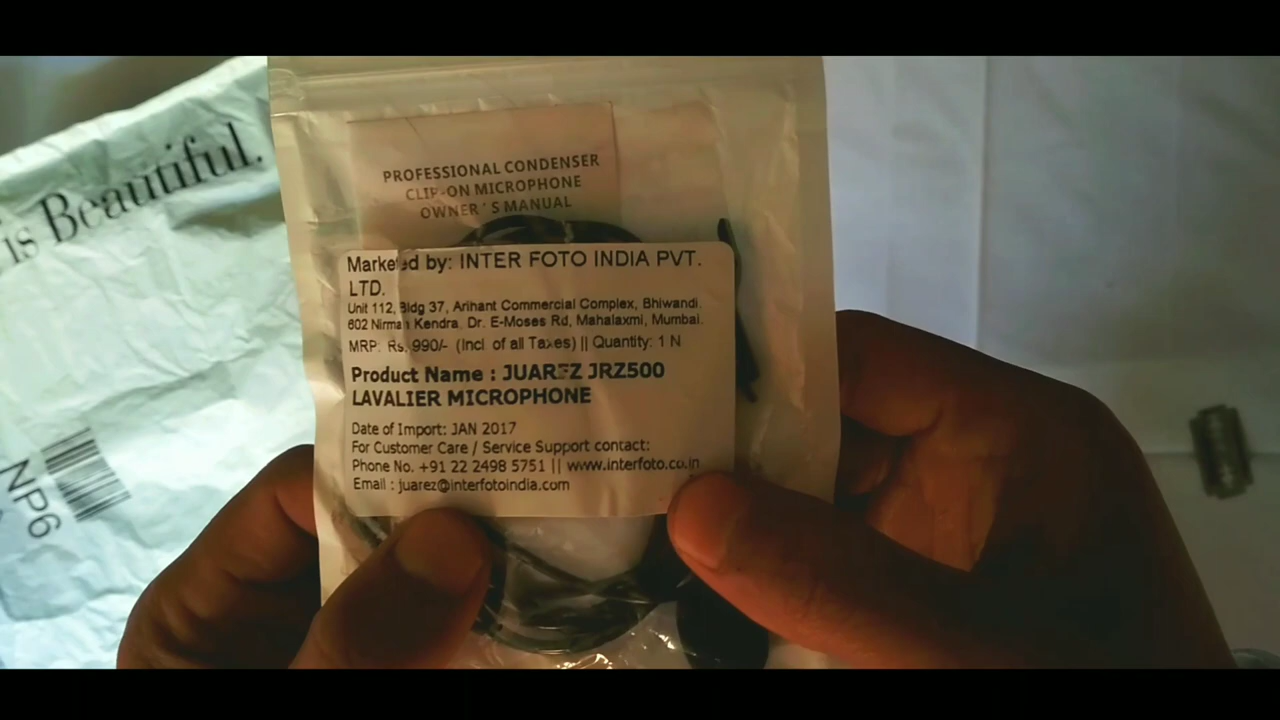 is Beautiful.
NP6
PROFESSIONAL CONDENSER
CLIP-ON MICROPHONE
OWNER'S MANUAL
Marketed by: INTER FOTO INDIA PVT.
LTD.
Unit 112, Bldg 37, Arihant Commercial Complex, Bhiwandi.
602 Nirman Kendra, Dr. E-Moses Rd, Mahalaxmi, Mumbai.
MRP: Rs. 990/- (Incl. of all Taxes) || Quantity: 1 N
Product Name : JUAREZ JRZ500
LAVALIER MICROPHONE
Date of Import: JAN 2017
For Customer Care / Service Support contact:
Phone No. +91 22 2498 5751 || www.interfoto.co.in
Email : juarez@interfotoindia.com